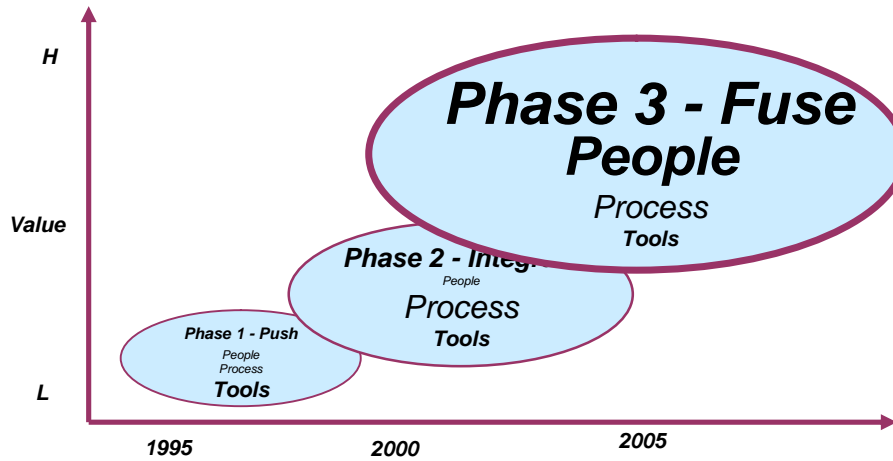 H
Phase 3 - Fuse
People
Process
Tools
Value
Phase 2 -
People
Process
Tools
Phase 1 - Push
People
Process
Tools
L
1995
2000
2005